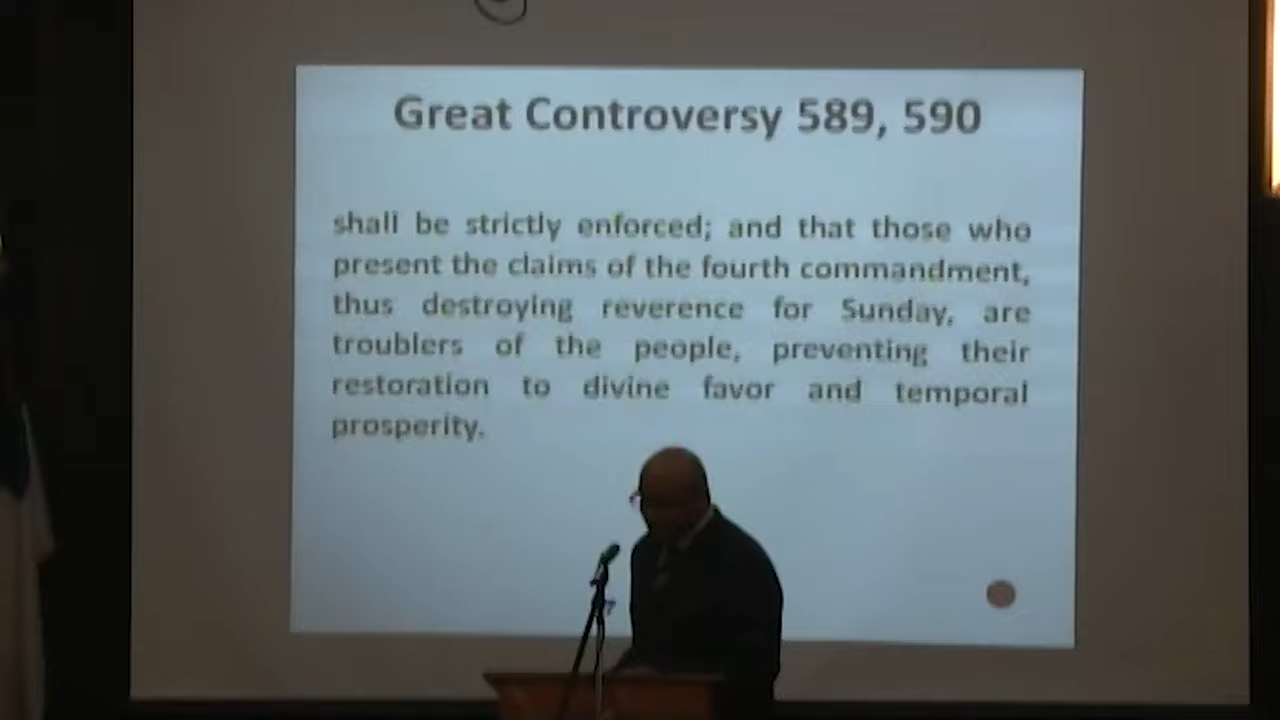 Great Controversy 589, 590
shall be strictly enforced; and that those who
present the claims of the fourth commandment,
thus destroying reverence for Sunday, are
troublers of the people, preventing their
restoration to divine favor and temporal
prosperity.